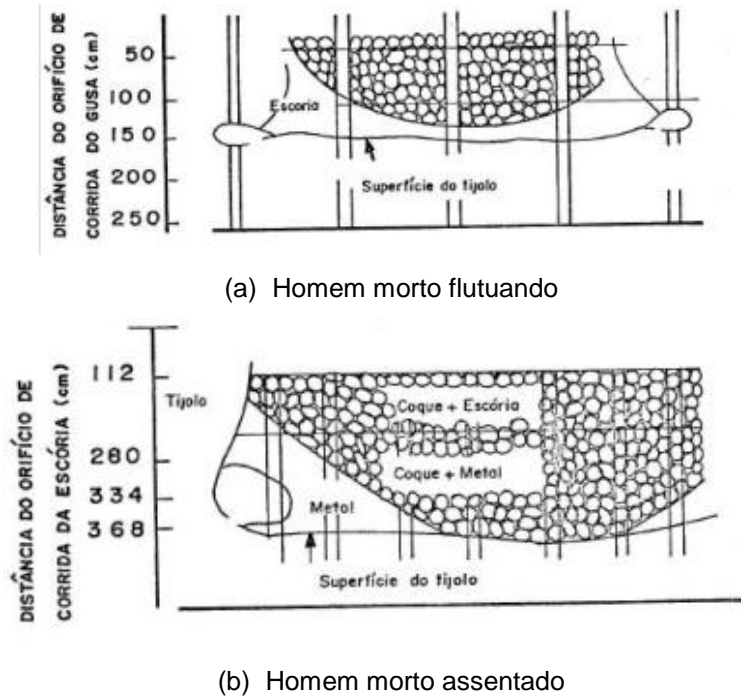 DISTÂNCIA DO ORIFÍCIO DE
CORRIDA DO GUSA (cm)
50
100
150
200
250
Escória
Superfície do tijolo
(a) Homem morto flutuando
DISTÂNCIA DO ORIFÍCIO DE
CORRIDA DA ESCÓRIA (cm)
112
280
334
368
Tijolo
Coque + Escória
Coque + Metal
Metal
Superfície do tijolo
(b) Homem morto assentado